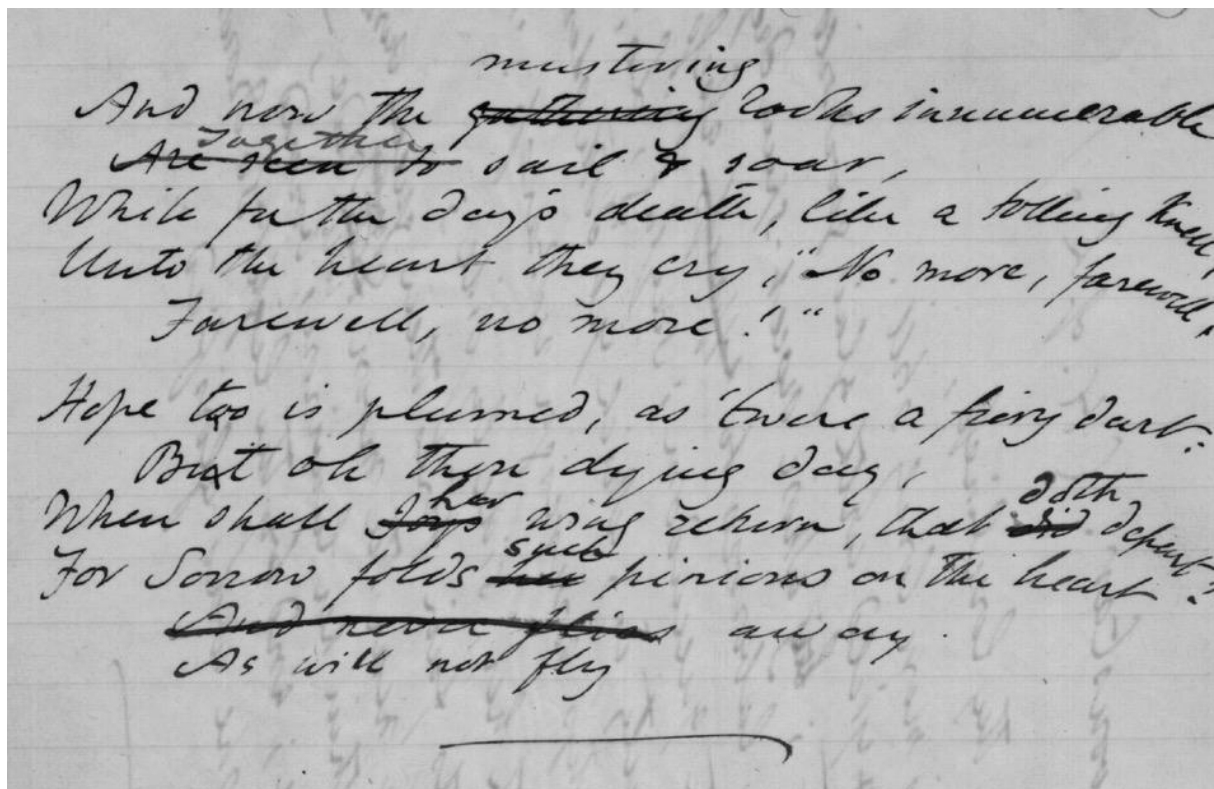 mustering
And now the gathering rooks innumerable
Together
Are seen to sail & soar,
While for the day's death, like a tolling knell,
Unto the heart they cry, "No more, farewell,
Farewell, no more!"
Hope too is plumed, as 'twere a fiery dart:
But oh thou dying day,
her doth
When shall Joy's wing return, that did depart?
such
For Sorrow folds her pinions on the heart
And never flies away.
As will not fly